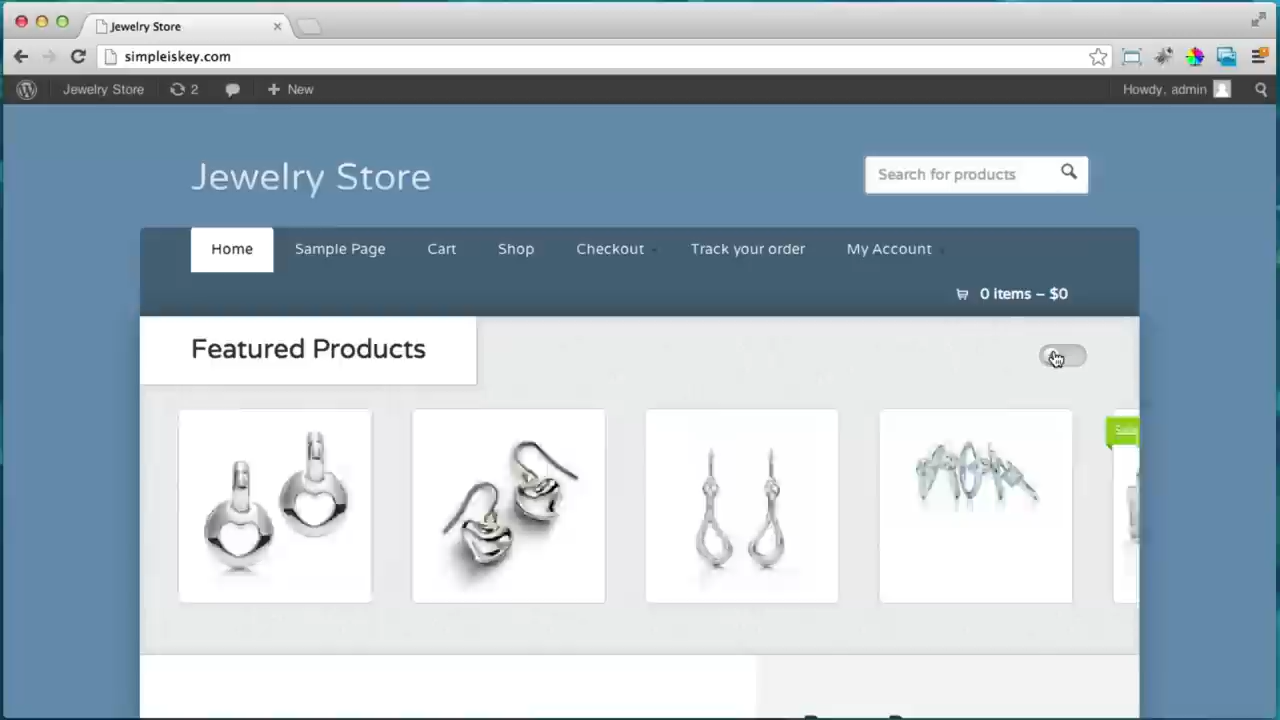 Jewelry Store
simpleiskey.com
Jewelry Store 2 New Howdy, admin
Jewelry Store
Search for products
Home Sample Page Cart Shop Checkout Track your order My Account
0 items – $0
Featured Products